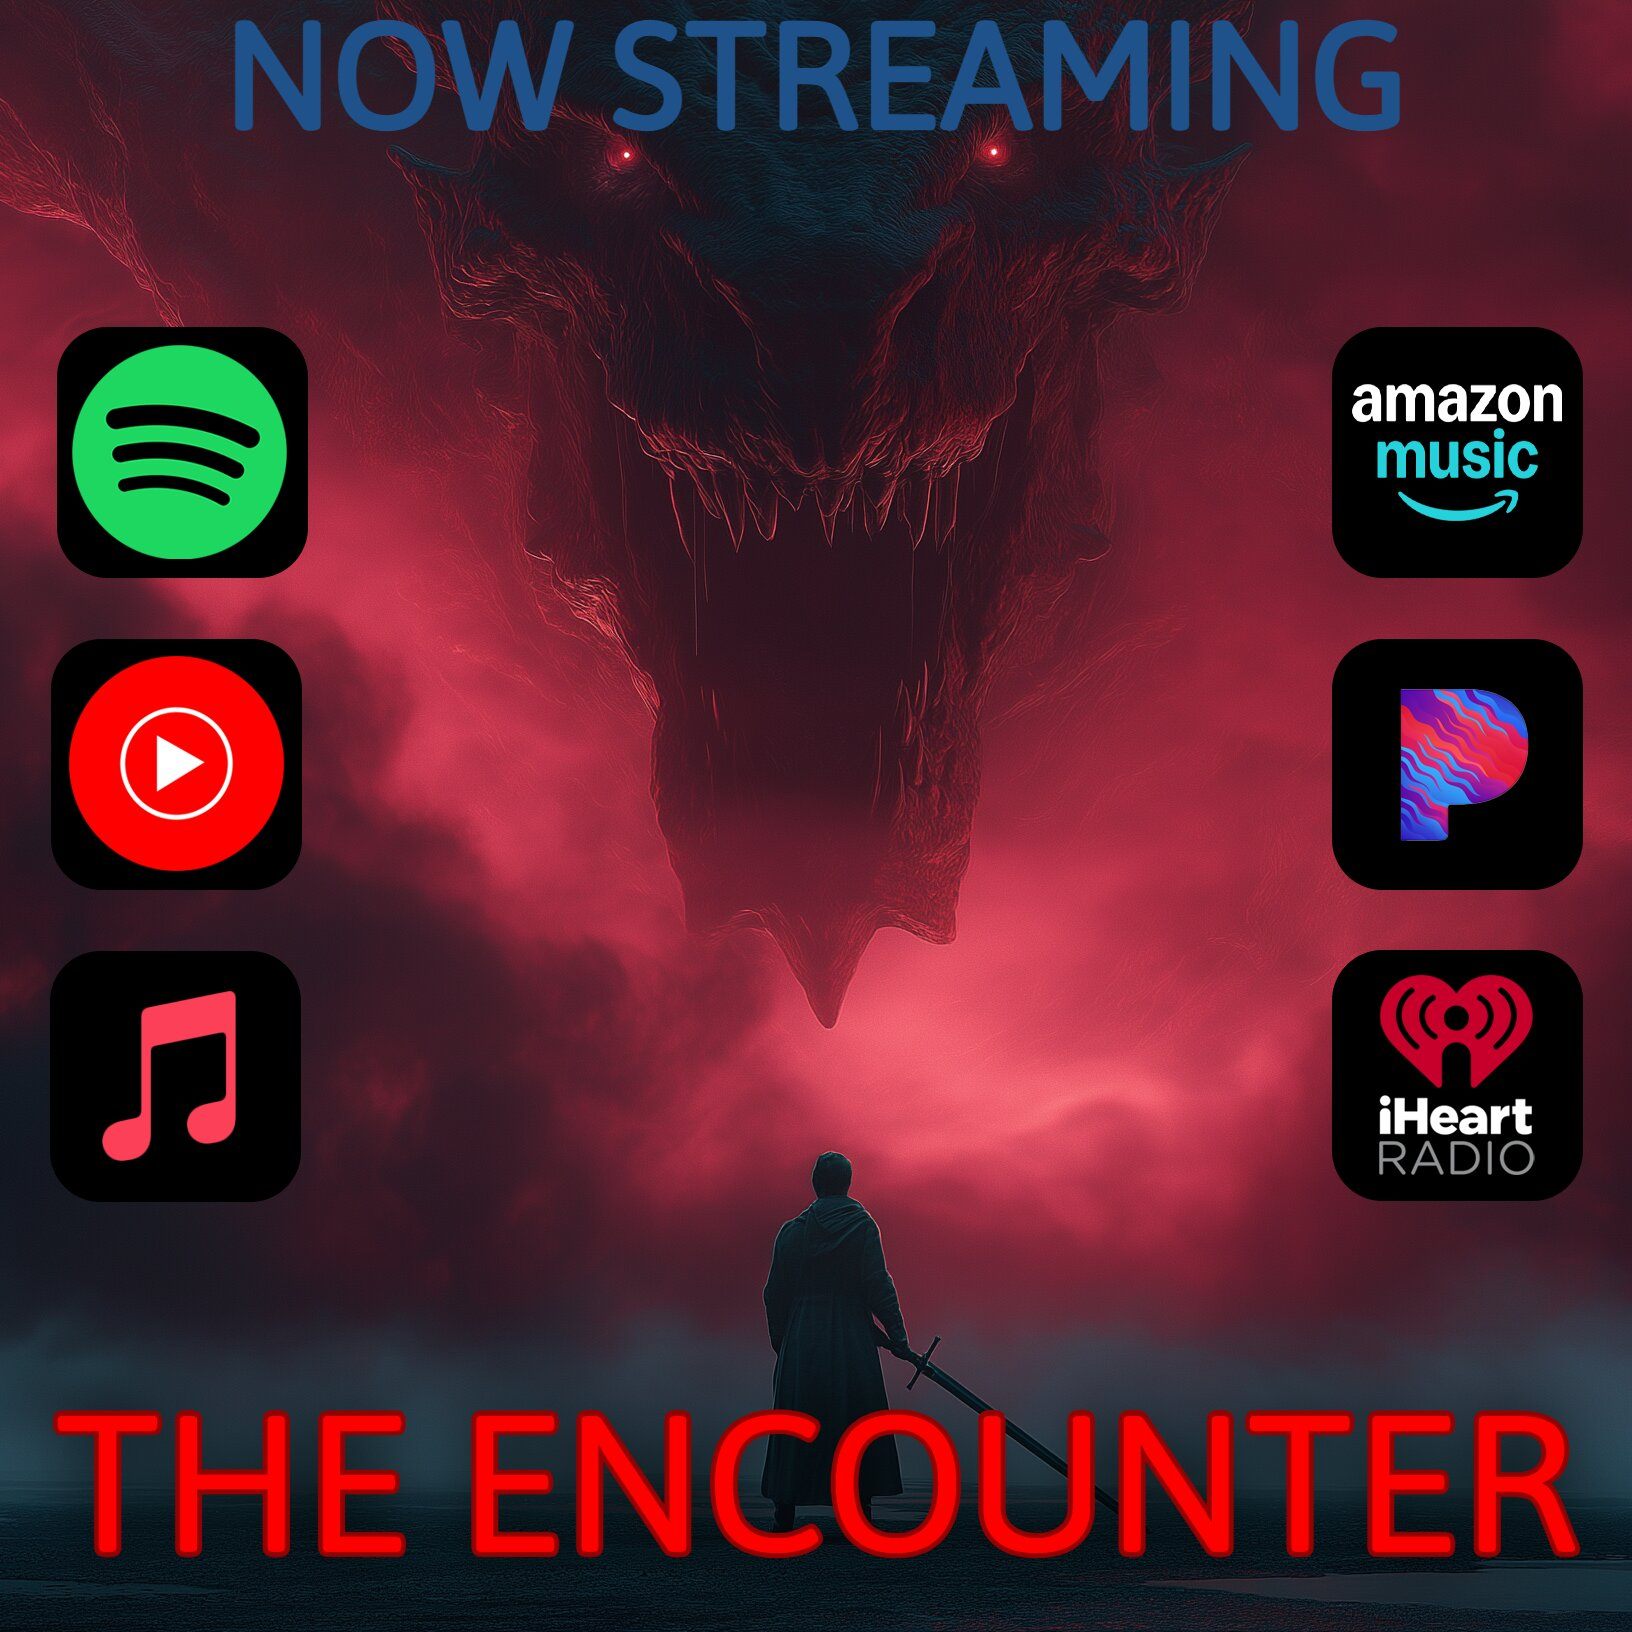 NOW STREAMING
amazon
music
iHeart
RADIO
THE ENCOUNTER